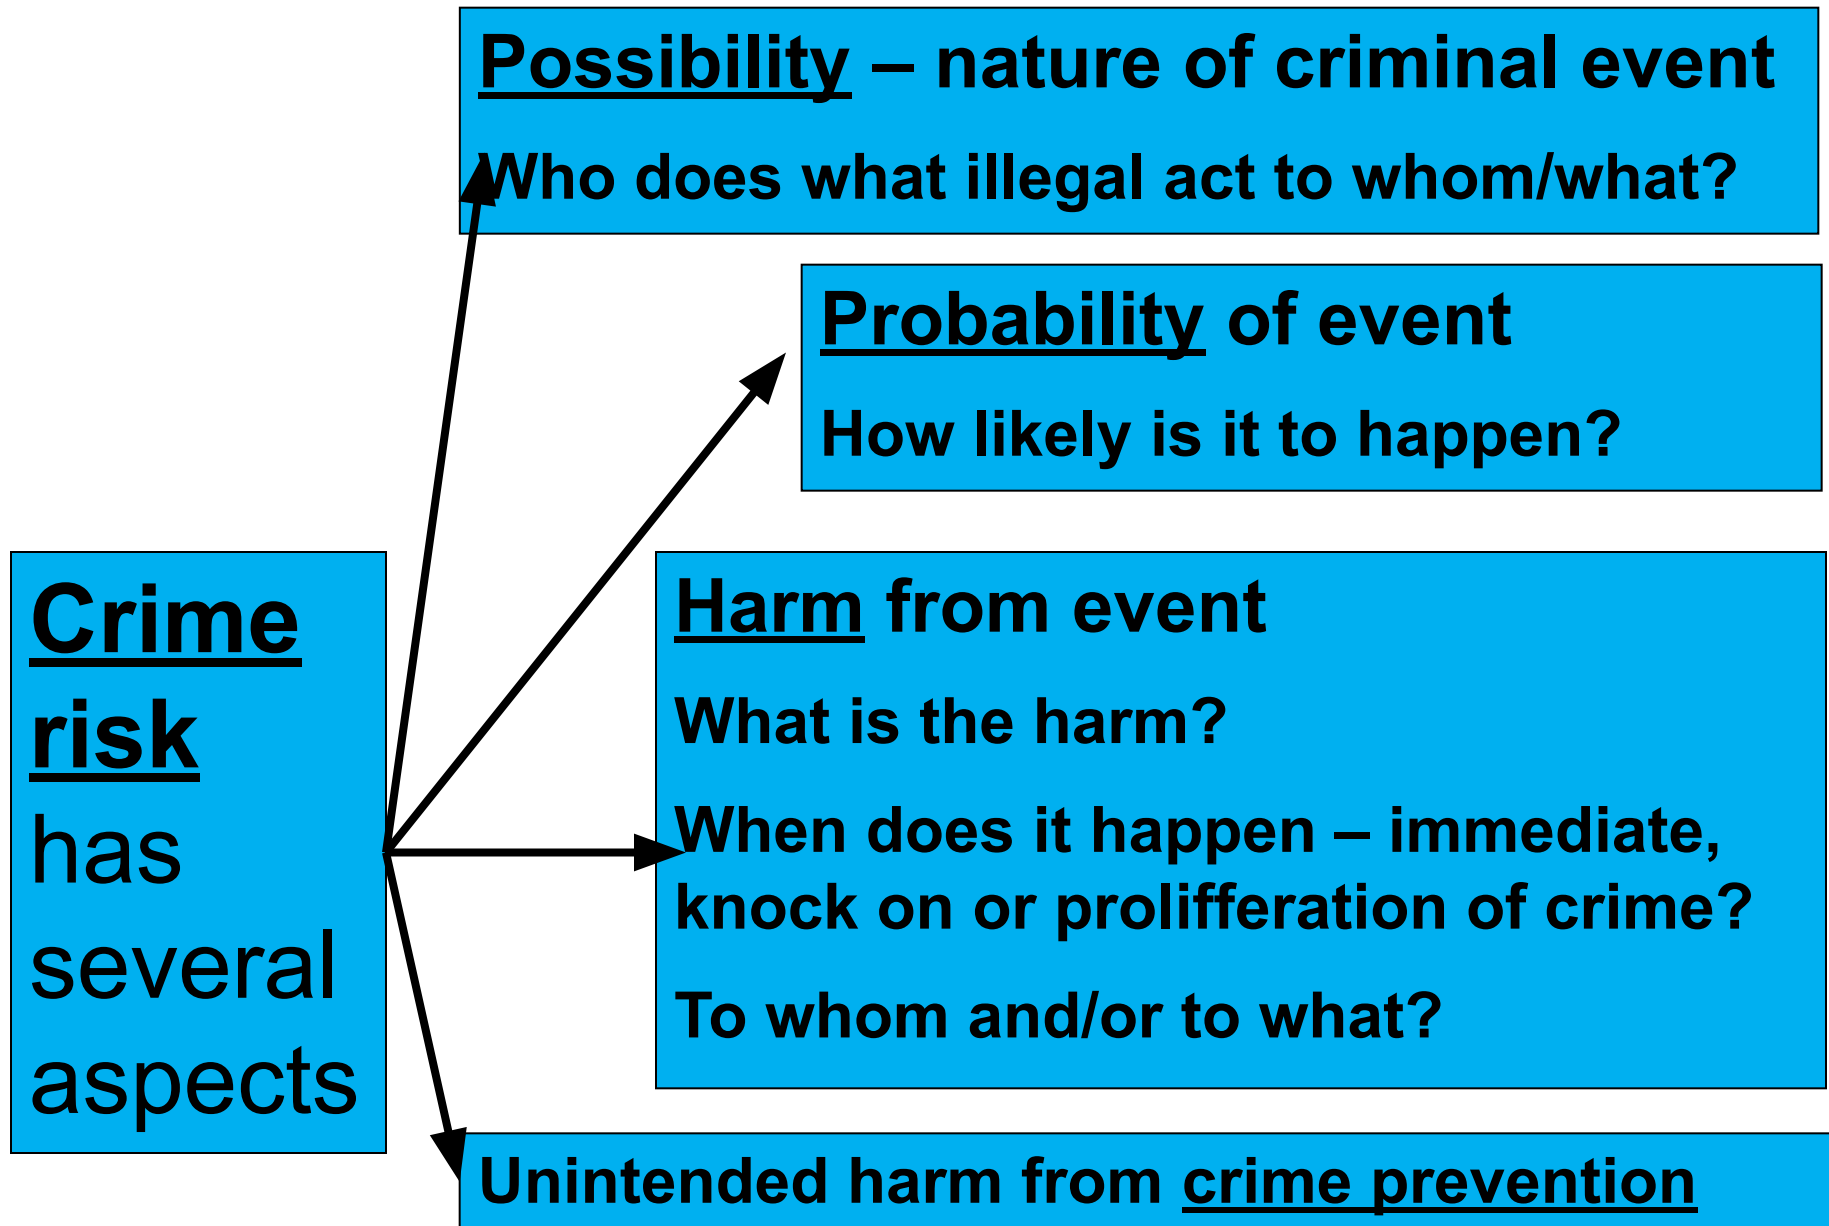 Possibility – nature of criminal event
Who does what illegal act to whom/what?
Probability of event
How likely is it to happen?
Crime
risk
has
several
aspects
Harm from event
What is the harm?
When does it happen – immediate,
knock on or prolifferation of crime?
To whom and/or to what?
Unintended harm from crime prevention